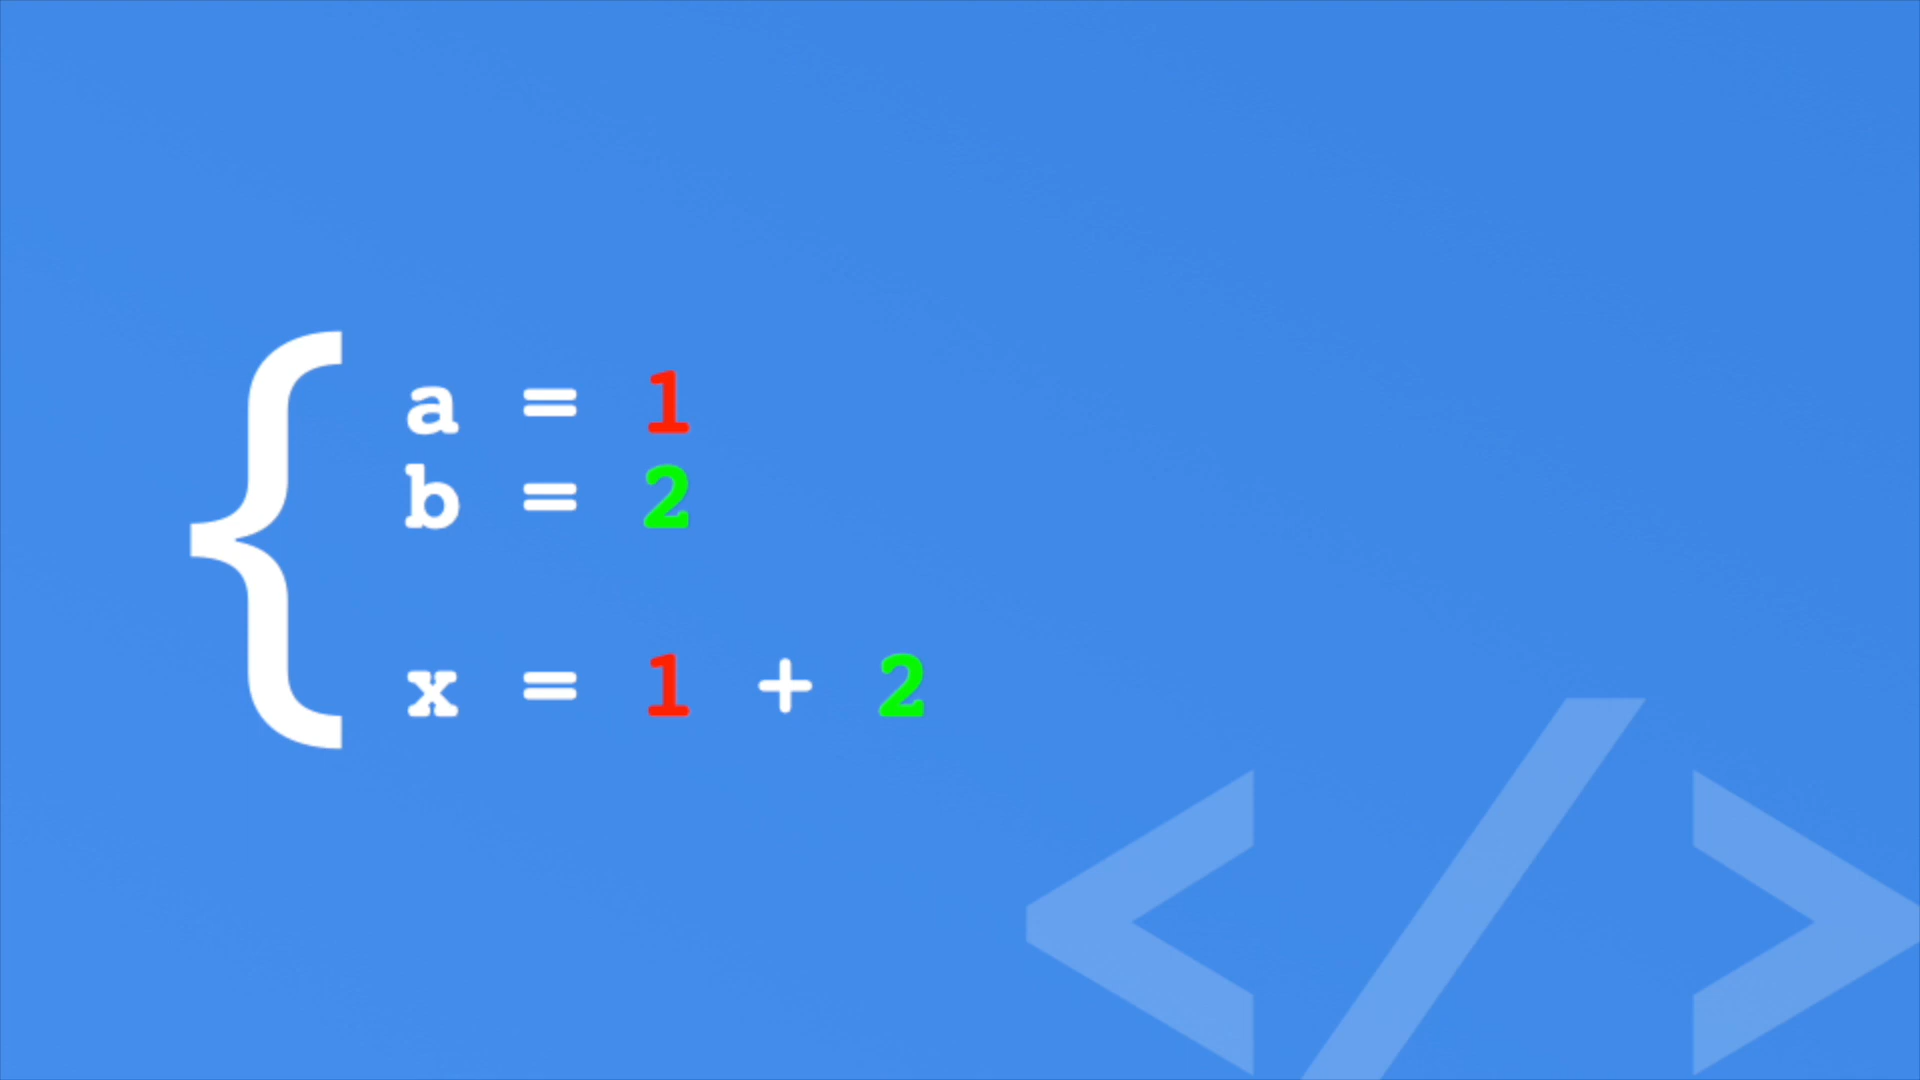 {
a = 1
b = 2
x = 1 + 2
</>